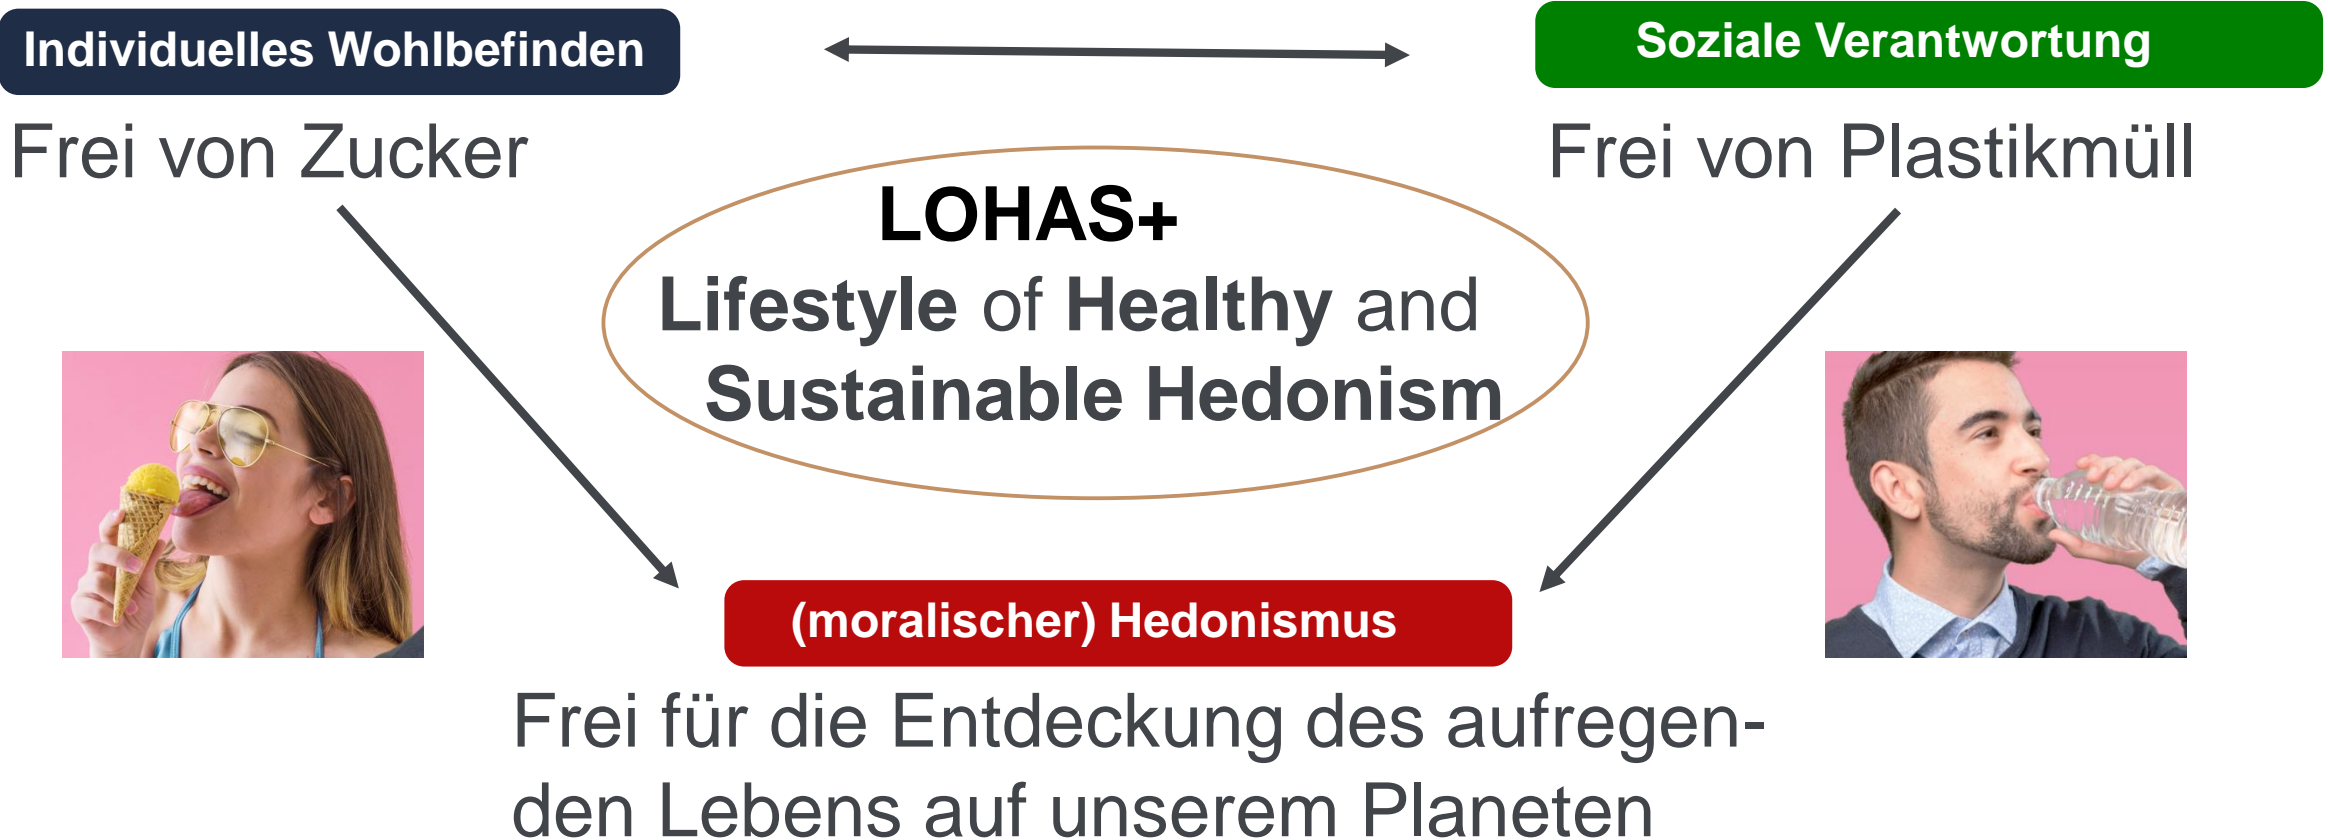 Individuelles Wohlbefinden
Soziale Verantwortung
Frei von Zucker
Frei von Plastikmüll
LOHAS+
Lifestyle of Healthy and
Sustainable Hedonism
(moralischer) Hedonismus
Frei für die Entdeckung des aufregen-
den Lebens auf unserem Planeten